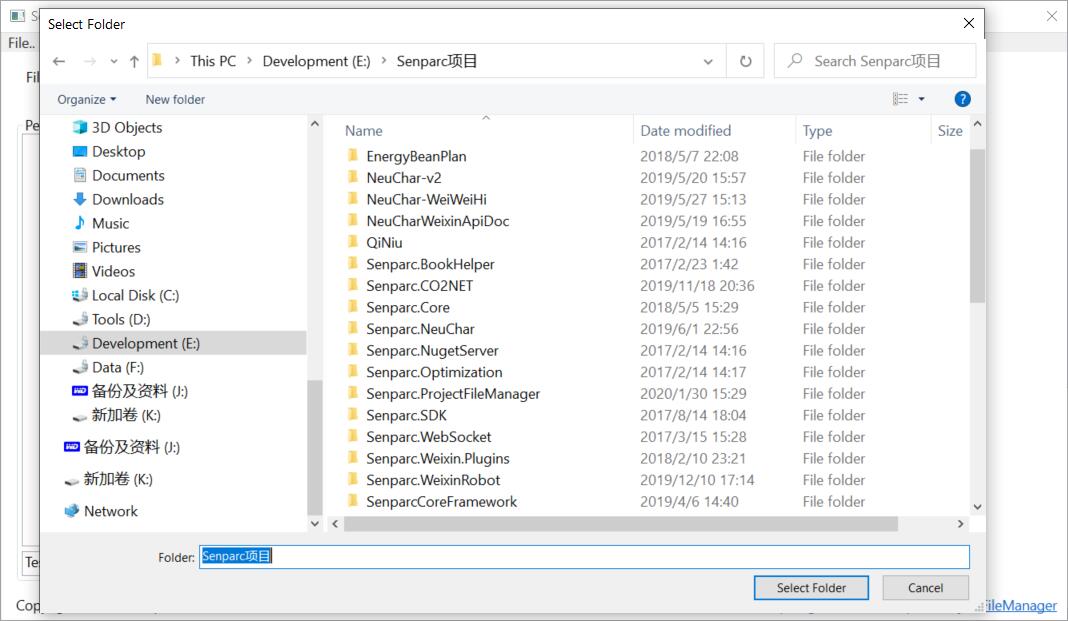 Select Folder
File..
This PC > Development (E:) > Senparc项目
Search Senparc项目
Organize
New folder
?
3D Objects
Desktop
Documents
Downloads
Music
Pictures
Videos
Local Disk (C:)
Tools (D:)
Development (E:)
Data (F:)
WD 备份及资料 (J:)
新加卷 (K:)
WD 备份及资料 (J:)
新加卷 (K:)
Network
Name Date modified Type Size
EnergyBeanPlan 2018/5/7 22:08 File folder
NeuChar-v2 2019/5/20 15:57 File folder
NeuChar-WeiWeiHi 2019/5/27 15:13 File folder
NeuCharWeixinApiDoc 2019/5/19 16:55 File folder
QiNiu 2017/2/14 14:16 File folder
Senparc.BookHelper 2017/2/23 1:42 File folder
Senparc.CO2NET 2019/11/18 20:36 File folder
Senparc.Core 2018/5/5 15:29 File folder
Senparc.NeuChar 2019/6/1 22:56 File folder
Senparc.NugetServer 2017/2/14 14:16 File folder
Senparc.Optimization 2017/2/14 14:17 File folder
Senparc.ProjectFileManager 2020/1/30 15:29 File folder
Senparc.SDK 2017/8/14 18:04 File folder
Senparc.WebSocket 2017/3/15 15:28 File folder
Senparc.Weixin.Plugins 2018/2/10 23:21 File folder
Senparc.WeixinRobot 2019/12/10 17:14 File folder
SenparcCoreFramework 2019/4/6 14:40 File folder
Folder: Senparc项目
Select Folder
Cancel
ileManager